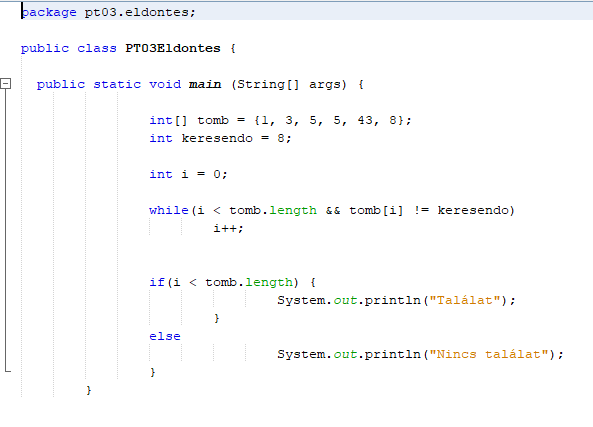 package pt03.eldontes;
public class PT03Eldontes {
public static void main (String[] args) {
int[] tomb = {1, 3, 5, 5, 43, 8};
int keresendo = 8;
int i = 0;
while(i < tomb.length && tomb[i] != keresendo)
i++;
if(i < tomb.length) {
System.out.println("Találat");
}
else
System.out.println("Nincs találat");
}
}